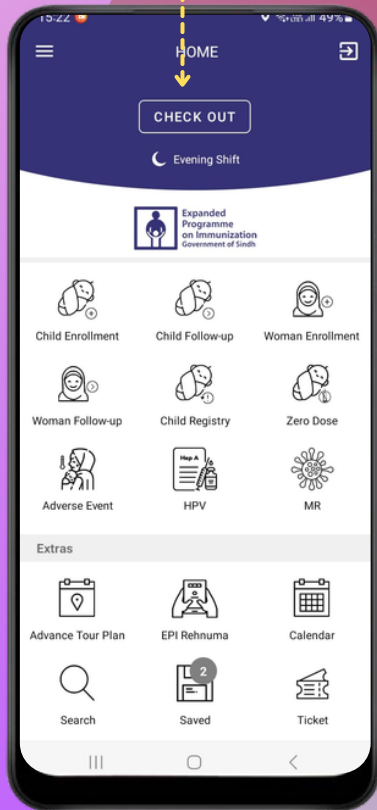 15:22 49%
HOME
CHECK OUT
Evening Shift
Expanded
Programme
on Immunization
Government of Sindh
Child Enrollment Child Follow-up Woman Enrollment
Woman Follow-up Child Registry Zero Dose
Hep A
Adverse Event HPV MR
Extras
Advance Tour Plan EPI Rehnuma Calendar
2
Search Saved Ticket